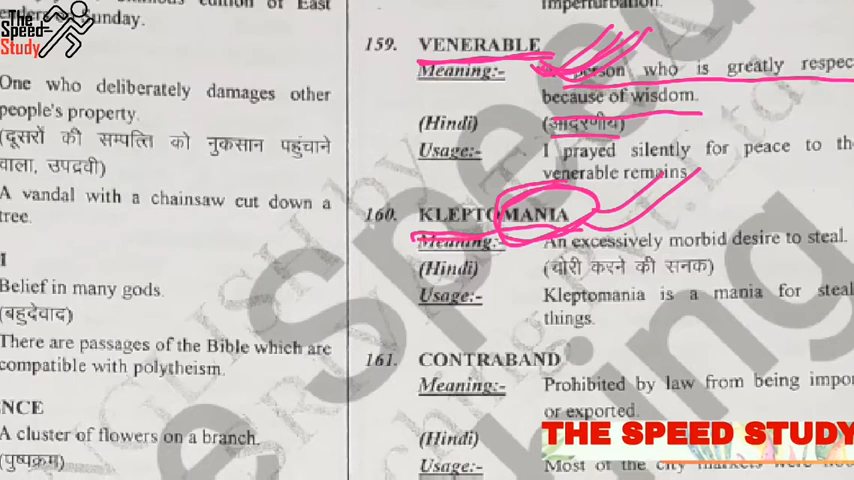 The
Speed-
Study
edition of East
Sunday.
One who deliberately damages other
people's property.
(दूसरों की सम्पत्ति को नुकसान पहुंचाने
वाला, उपद्रवी)
A vandal with a chainsaw cut down a
tree.
Belief in many gods.
(बहुदेवाद)
There are passages of the Bible which are
compatible with polytheism.
NCE
A cluster of flowers on a branch.
(पुष्पक्रम)
imperturbation.
159. VENERABLE
Meaning:- person who is greatly respec
because of wisdom.
(Hindi) (आदरणीय)
Usage:- I prayed silently for peace to the
venerable remains.
160. KLEPTOMANIA
Meaning:- An excessively morbid desire to steal.
(Hindi) (चोरी करने की सनक)
Usage:- Kleptomania is a mania for steal
things.
161. CONTRABAND
Meaning:- Prohibited by law from being impor
or exported.
(Hindi)
Usage:- Most of the city markets were
THE SPEED STUDY